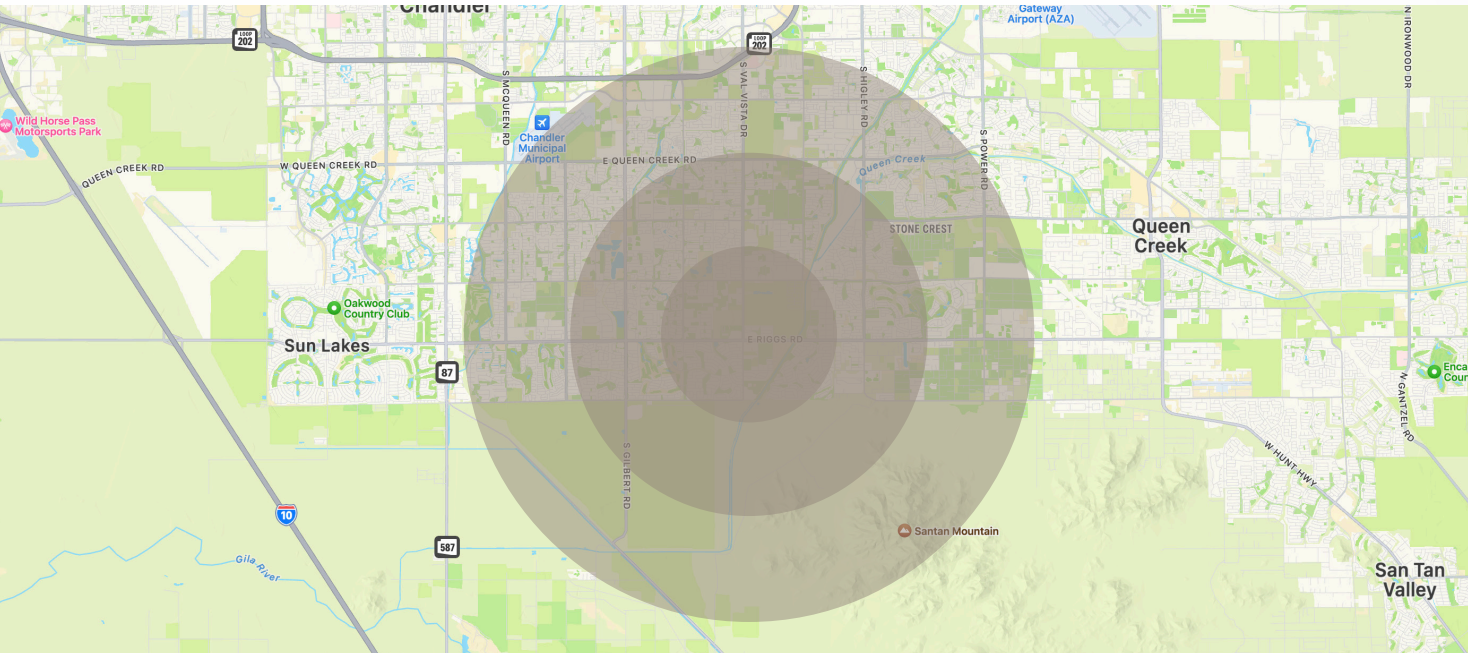 Chandler
Gateway
Airport (AZA)
N IRONWOOD DR
LOOP
202
LOOP
202
S MCQUEEN RD
S VAL VISTA DR
S HIGLEY RD
Wild Horse Pass
Motorsports Park
Chandler
Municipal
Airport
S POWER RD
QUEEN CREEK RD
W QUEEN CREEK RD
E QUEEN CREEK RD
Queen Creek
STONE CREST
Queen
Creek
Oakwood
Country Club
Sun Lakes
E RIGGS RD
87
Enca
Coun
N GANTZEL RD
S GILBERT RD
W HUNT HWY
10
Santan Mountain
587
Gila River
San Tan
Valley